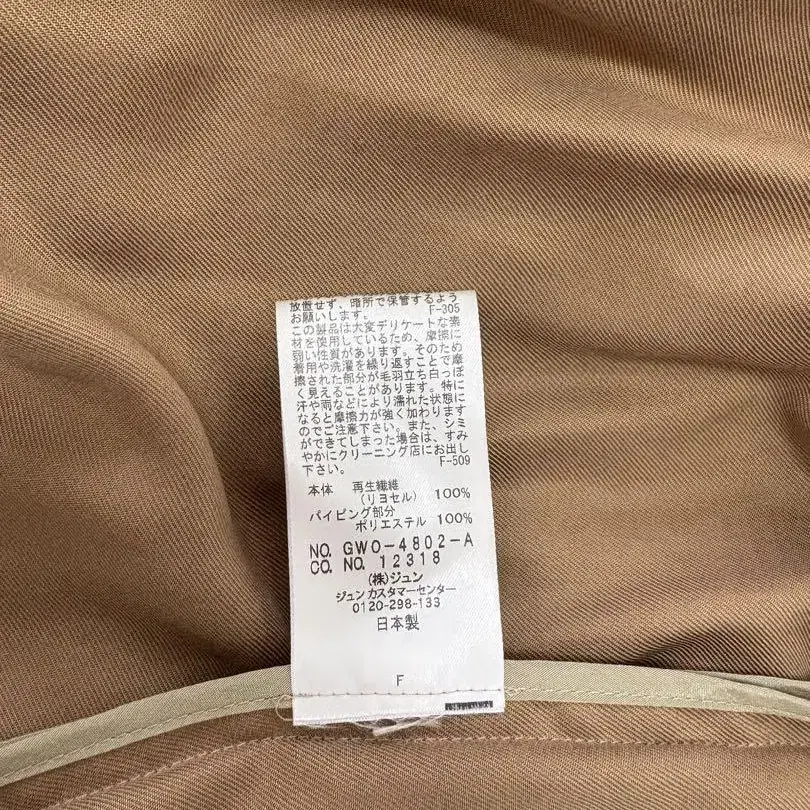 放置せず、暗所で保管するよう
お願いします。 F-305
この製品は大変デリケートな素
材を使用しているため、摩擦に
弱い性質があります。そのため
着用や洗濯を繰り返すことで摩
擦された部分が毛羽立ち白っぽ
く見えることがあります。特に
汗や雨などにより濡れた状態に
なると摩擦力が強く加わります
のでご注意下さい。また、シミ
ができてしまった場合は、すみ
やかにクリーニング店にお出し
下さい。 F-509
本体 再生繊維
(リヨセル) 100%
パイピング部分
ポリエステル 100%
NO. GWO-4802-A
CO. NO. 12318
(株)ジュン
ジュン カスタマーセンター
0120-298-133
日本製
F